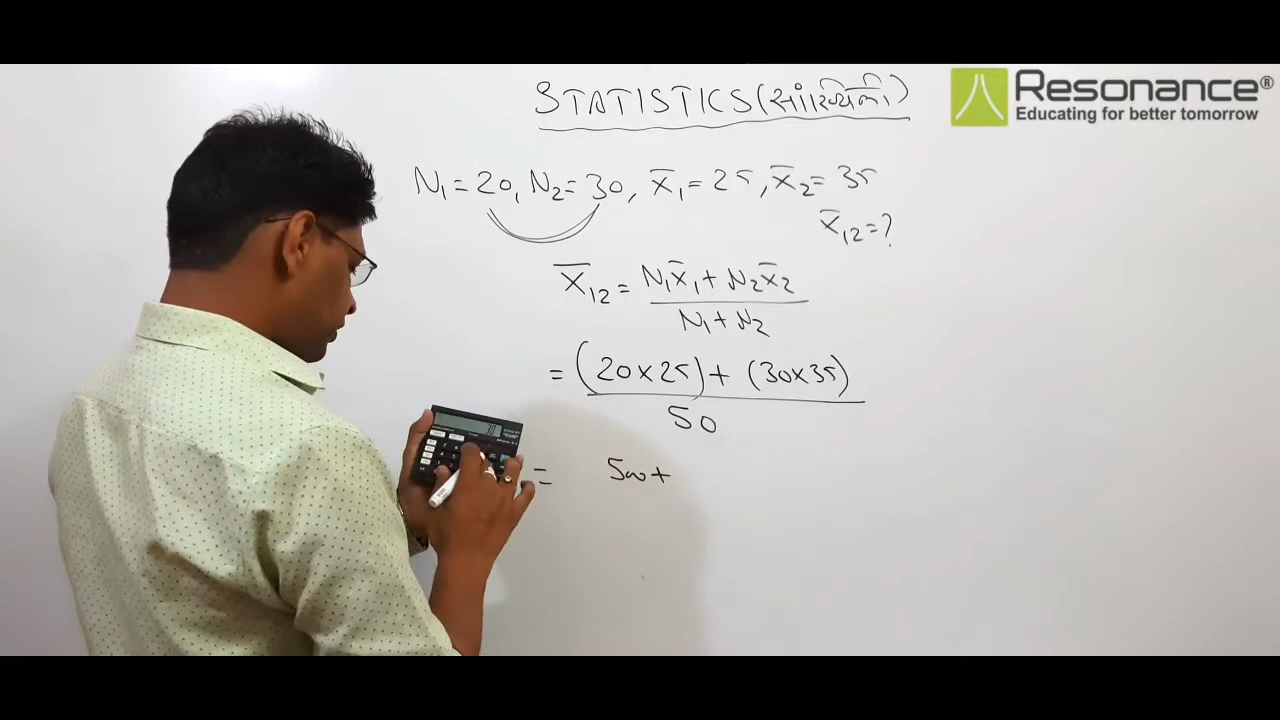 STATISTICS (सांख्यिकी)
Resonance®
Educating for better tomorrow
N₁ = 20, N₂ = 30, x̄₁ = 25, x̄₂ = 35
x̄₁₂ = ?
x̄₁₂ = N₁x̄₁ + N₂x̄₂
N₁ + N₂
= (20 x 25) + (30 x 35)
50
= 500 +